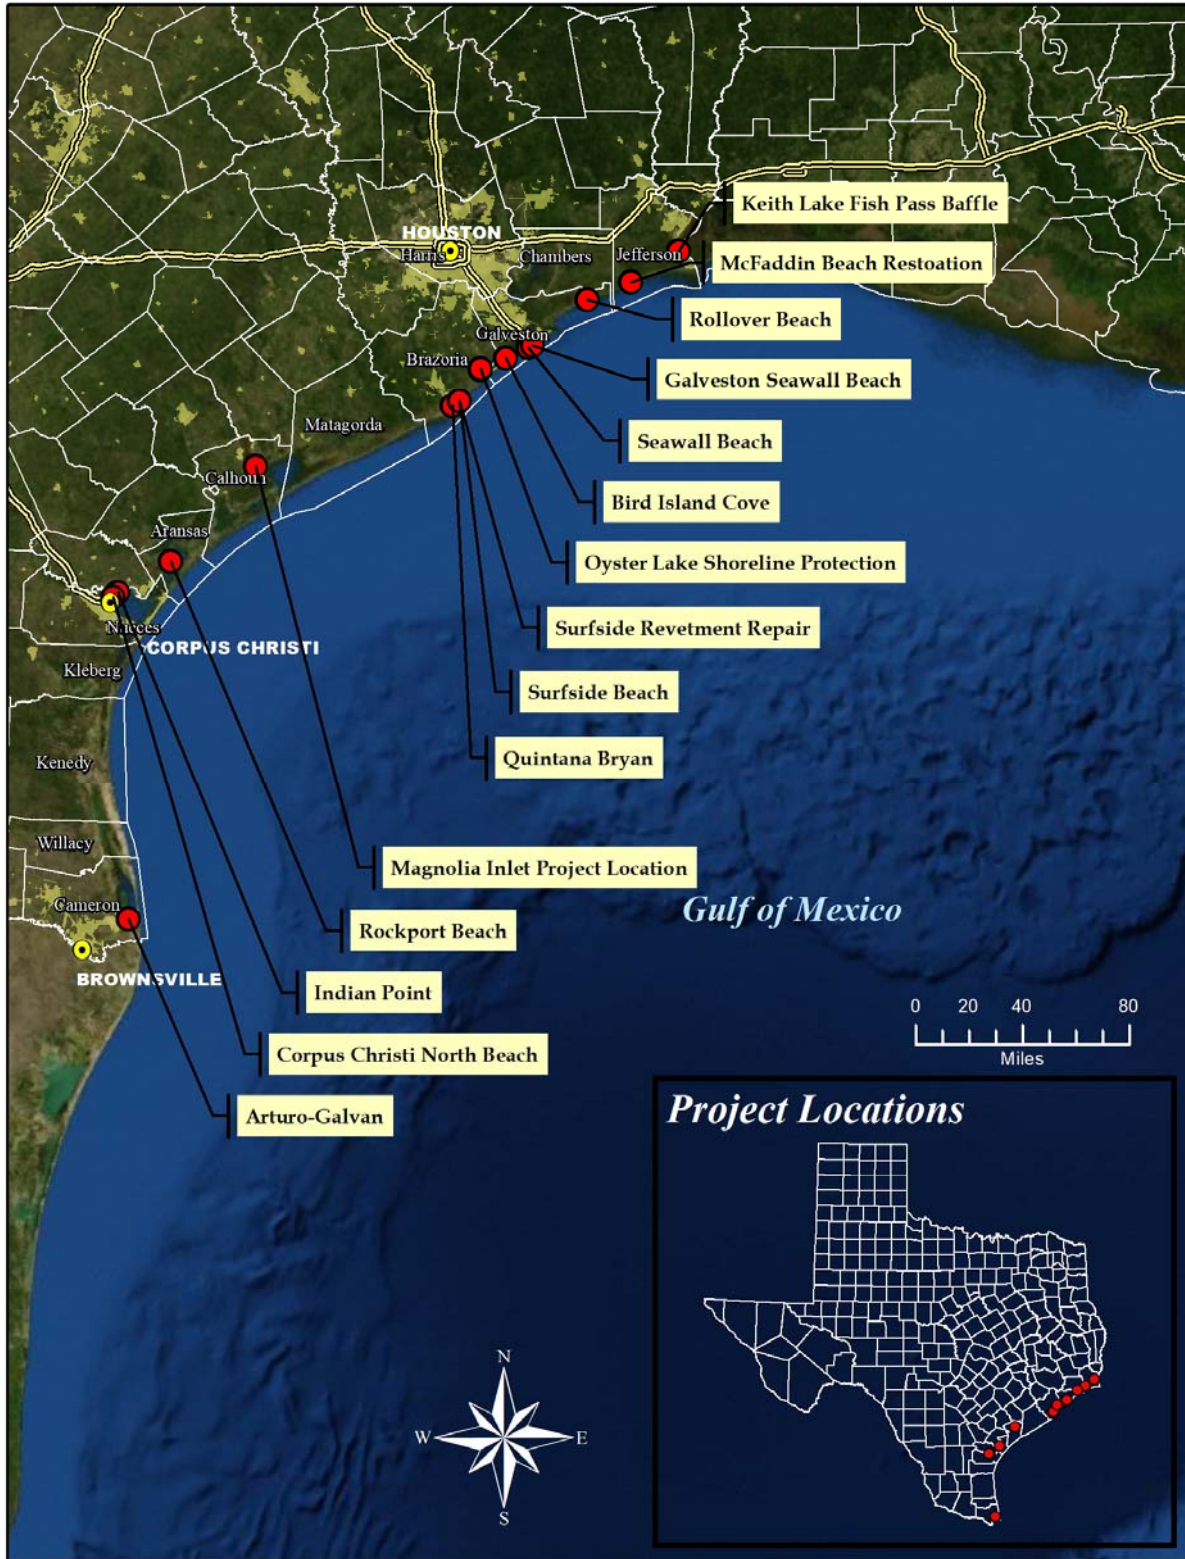 Keith Lake Fish Pass Baffle
HOUSTON
Harris
Chambers
Jefferson
McFaddin Beach Restoation
Rollover Beach
Galveston
Brazoria
Galveston Seawall Beach
Matagorda
Seawall Beach
Calhoun
Bird Island Cove
Aransas
Oyster Lake Shoreline Protection
Nueces
Surfside Revetment Repair
CORPUS CHRISTI
Kleberg
Surfside Beach
Kenedy
Quintana Bryan
Willacy
Magnolia Inlet Project Location
Cameron
Gulf of Mexico
Rockport Beach
BROWNSVILLE
Indian Point
0 20 40 80
Miles
Corpus Christi North Beach
Arturo-Galvan
Project Locations
N
W E
S